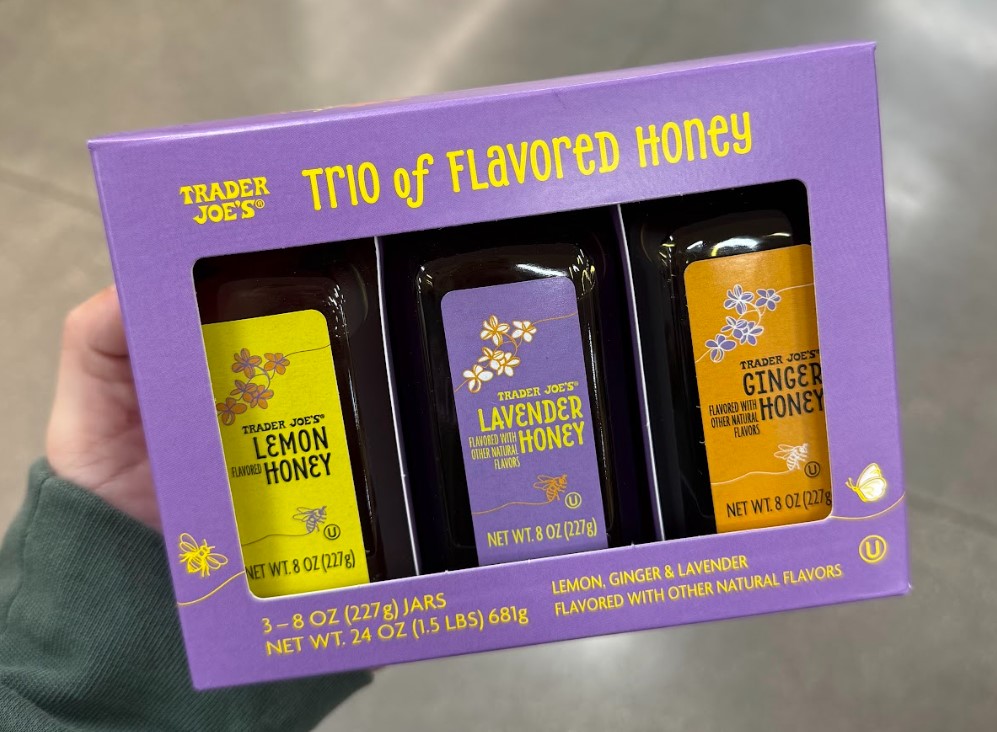 TRADER
JOE'S®
TRIO of FLAVORED HONEY
TRADER JOE'S®
LEMON
FLAVORED HONEY
U
NET WT. 8 OZ (227g)
TRADER JOE'S®
LAVENDER
FLAVORED WITH
OTHER NATURAL
FLAVORS
HONEY
U
NET WT. 8 OZ (227g)
TRADER JOE'S®
GINGER
FLAVORED WITH
OTHER NATURAL
FLAVORS
HONEY
U
NET WT. 8 OZ (227g
3 – 8 OZ (227g) JARS
NET WT. 24 OZ (1.5 LBS) 681g
LEMON, GINGER & LAVENDER
FLAVORED WITH OTHER NATURAL FLAVORS
U